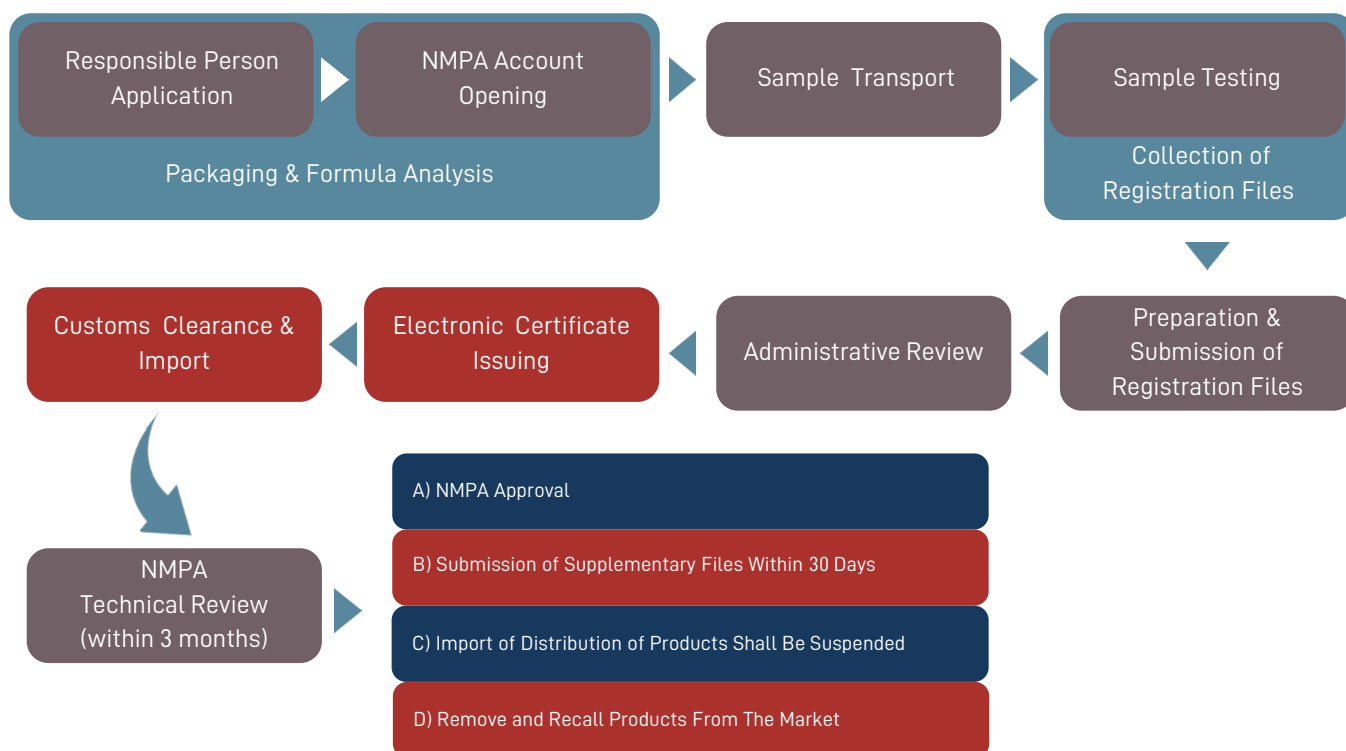 Responsible Person
Application
NMPA Account
Opening
Packaging & Formula Analysis
Sample Transport
Sample Testing
Collection of
Registration Files
Preparation &
Submission of
Registration Files
Administrative Review
Electronic Certificate
Issuing
Customs Clearance &
Import
NMPA
Technical Review
(within 3 months)
A) NMPA Approval
B) Submission of Supplementary Files Within 30 Days
C) Import of Distribution of Products Shall Be Suspended
D) Remove and Recall Products From The Market